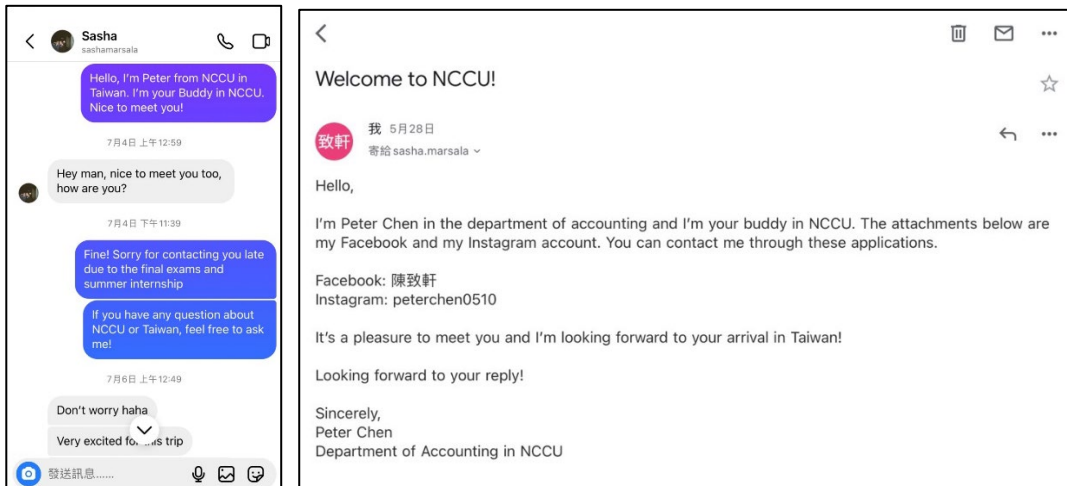 Sasha
sashamarsala
Hello, I'm Peter from NCCU in
Taiwan. I'm your Buddy in NCCU.
Nice to meet you!
7月4日 上午12:59
Hey man, nice to meet you too,
how are you?
7月4日 下午11:39
Fine! Sorry for contacting you late
due to the final exams and
summer internship
If you have any question about
NCCU or Taiwan, feel free to ask
me!
7月6日 上午12:49
Don't worry haha
Very excited for this trip
發送訊息......
Welcome to NCCU!
致軒
我 5月28日
寄給 sasha.marsala
Hello,
I'm Peter Chen in the department of accounting and I'm your buddy in NCCU. The attachments below are
my Facebook and my Instagram account. You can contact me through these applications.
Facebook: 陳致軒
Instagram: peterchen0510
It's a pleasure to meet you and I'm looking forward to your arrival in Taiwan!
Looking forward to your reply!
Sincerely,
Peter Chen
Department of Accounting in NCCU